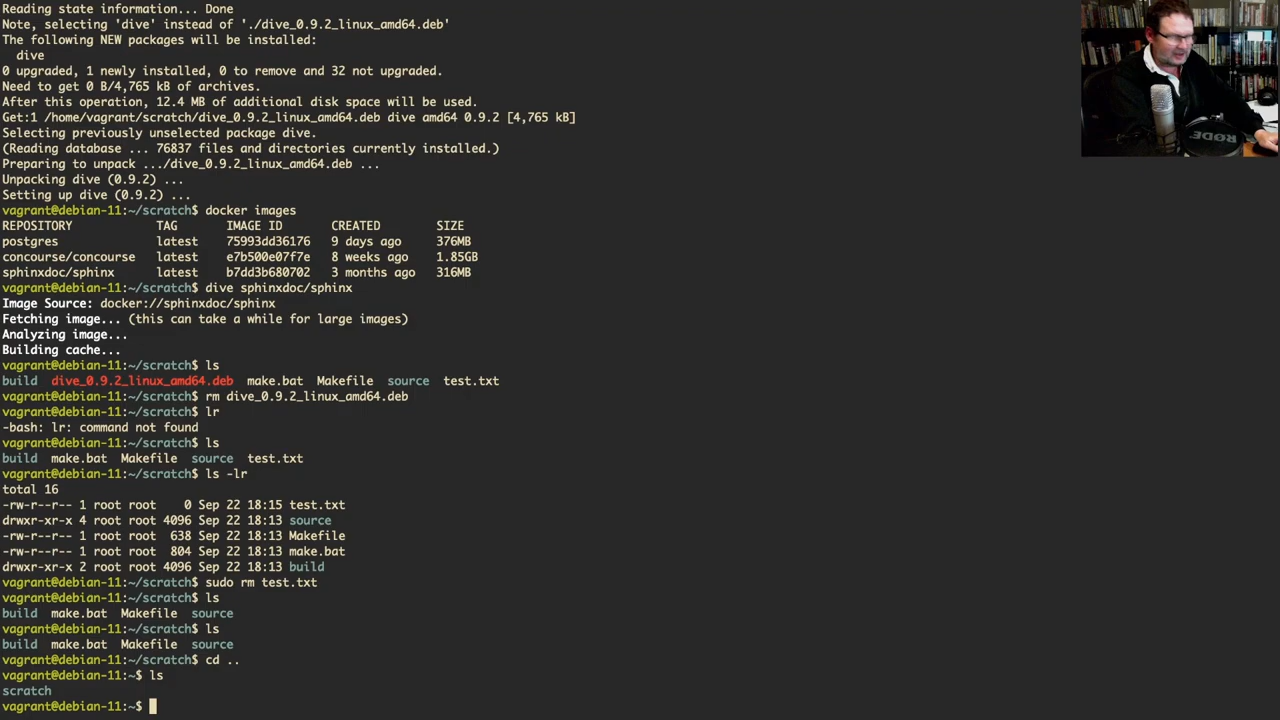 Reading state information... Done
Note, selecting 'dive' instead of './dive_0.9.2_linux_amd64.deb'
The following NEW packages will be installed:
  dive
0 upgraded, 1 newly installed, 0 to remove and 32 not upgraded.
Need to get 0 B/4,765 kB of archives.
After this operation, 12.4 MB of additional disk space will be used.
Get:1 /home/vagrant/scratch/dive_0.9.2_linux_amd64.deb dive amd64 0.9.2 [4,765 kB]
Selecting previously unselected package dive.
(Reading database ... 76837 files and directories currently installed.)
Preparing to unpack .../dive_0.9.2_linux_amd64.deb ...
Unpacking dive (0.9.2) ...
Setting up dive (0.9.2) ...
vagrant@debian-11:~/scratch$ docker images
REPOSITORY            TAG       IMAGE ID       CREATED        SIZE
postgres              latest    75993dd36176   9 days ago     376MB
concourse/concourse   latest    e7b500e07f7e   8 weeks ago    1.85GB
sphinxdoc/sphinx      latest    b7dd3b680702   3 months ago   316MB
vagrant@debian-11:~/scratch$ dive sphinxdoc/sphinx
Image Source: docker://sphinxdoc/sphinx
Fetching image... (this can take a while for large images)
Analyzing image...
Building cache...
vagrant@debian-11:~/scratch$ ls
build  dive_0.9.2_linux_amd64.deb  make.bat  Makefile  source  test.txt
vagrant@debian-11:~/scratch$ rm dive_0.9.2_linux_amd64.deb
vagrant@debian-11:~/scratch$ lr
-bash: lr: command not found
vagrant@debian-11:~/scratch$ ls
build  make.bat  Makefile  source  test.txt
vagrant@debian-11:~/scratch$ ls -lr
total 16
-rw-r--r-- 1 root root    0 Sep 22 18:15 test.txt
drwxr-xr-x 4 root root 4096 Sep 22 18:13 source
-rw-r--r-- 1 root root  638 Sep 22 18:13 Makefile
-rw-r--r-- 1 root root  804 Sep 22 18:13 make.bat
drwxr-xr-x 2 root root 4096 Sep 22 18:13 build
vagrant@debian-11:~/scratch$ sudo rm test.txt
vagrant@debian-11:~/scratch$ ls
build  make.bat  Makefile  source
vagrant@debian-11:~/scratch$ ls
build  make.bat  Makefile  source
vagrant@debian-11:~/scratch$ cd ..
vagrant@debian-11:~$ ls
scratch
vagrant@debian-11:~$
RØDE